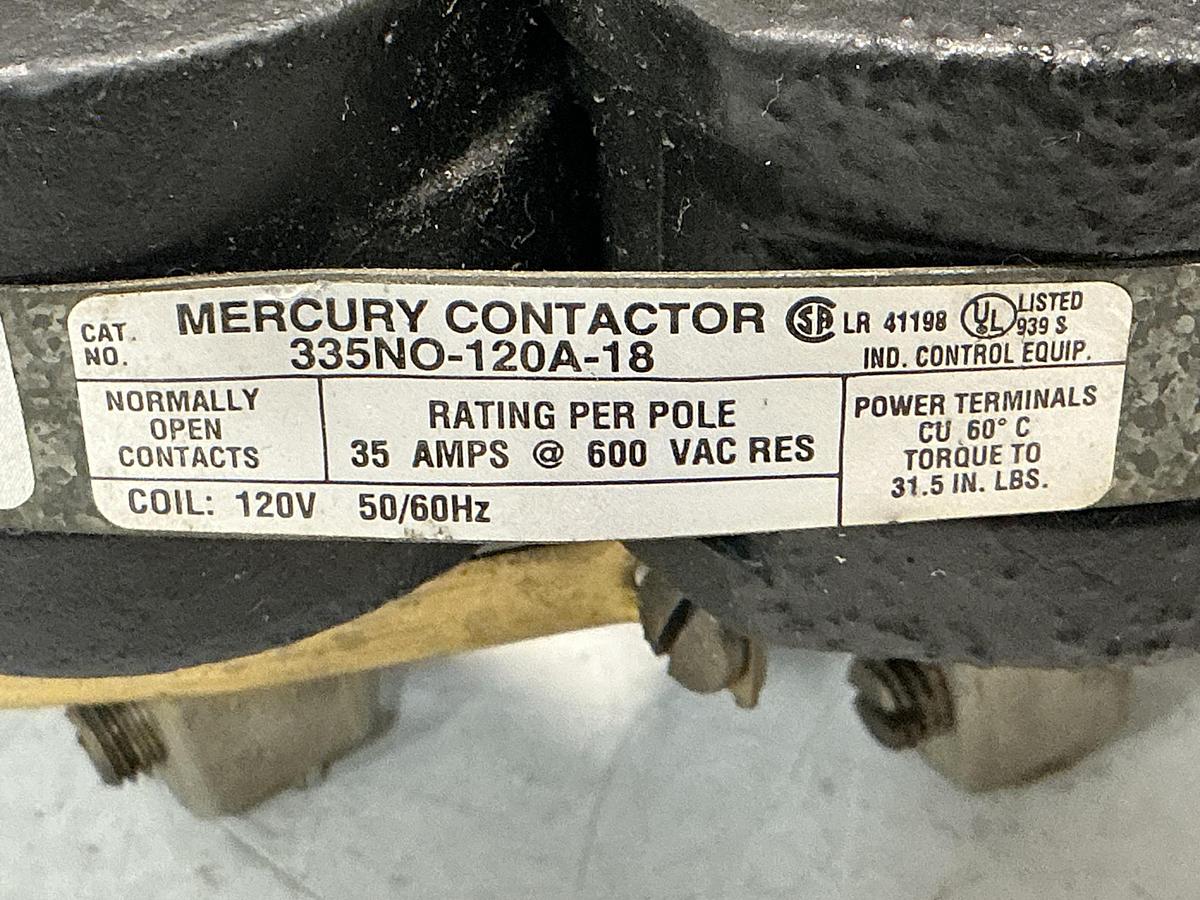 CAT. NO.
MERCURY CONTACTOR
335NO-120A-18
SA LR 41198
UL LISTED
939 S
IND. CONTROL EQUIP.
NORMALLY
OPEN
CONTACTS
RATING PER POLE
35 AMPS @ 600 VAC RES
COIL: 120V 50/60Hz
POWER TERMINALS
CU 60° C
TORQUE TO
31.5 IN. LBS.